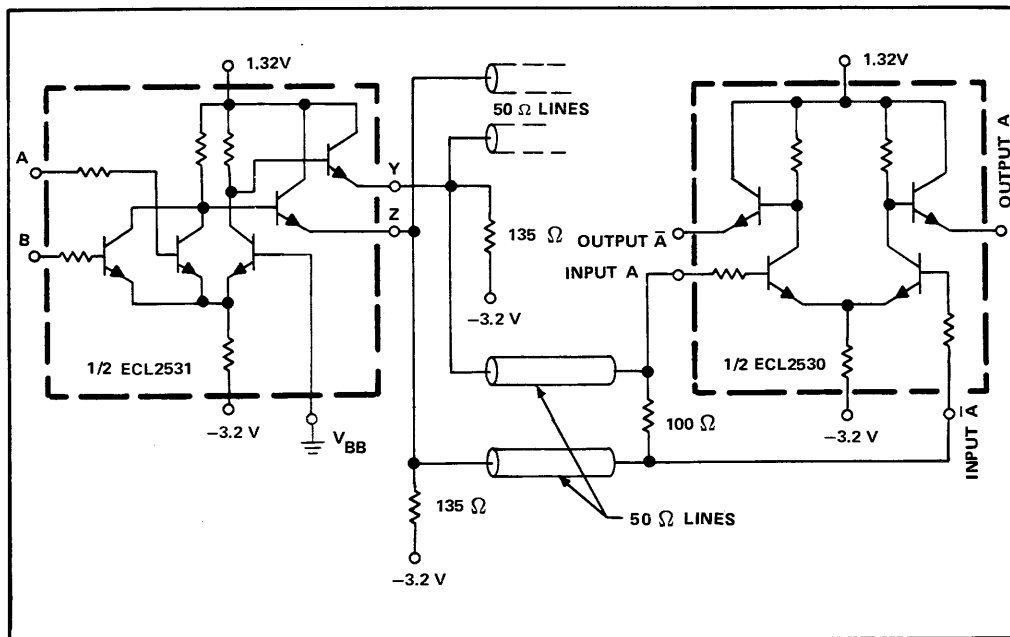 1.32V
A
B
1/2 ECL2531
−3.2 V
V_BB
Y
Z
50 Ω LINES
135 Ω
−3.2 V
135 Ω
−3.2 V
100 Ω
50 Ω LINES
1.32V
OUTPUT A
OUTPUT A̅
INPUT A
1/2 ECL2530
−3.2 V
INPUT A̅